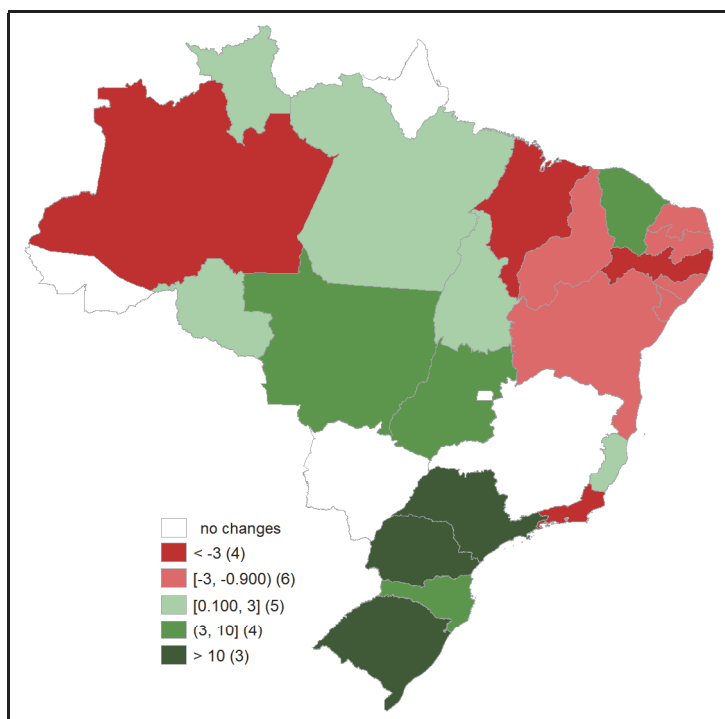 no changes
< -3 (4)
[-3, -0.900) (6)
[0.100, 3] (5)
(3, 10] (4)
> 10 (3)